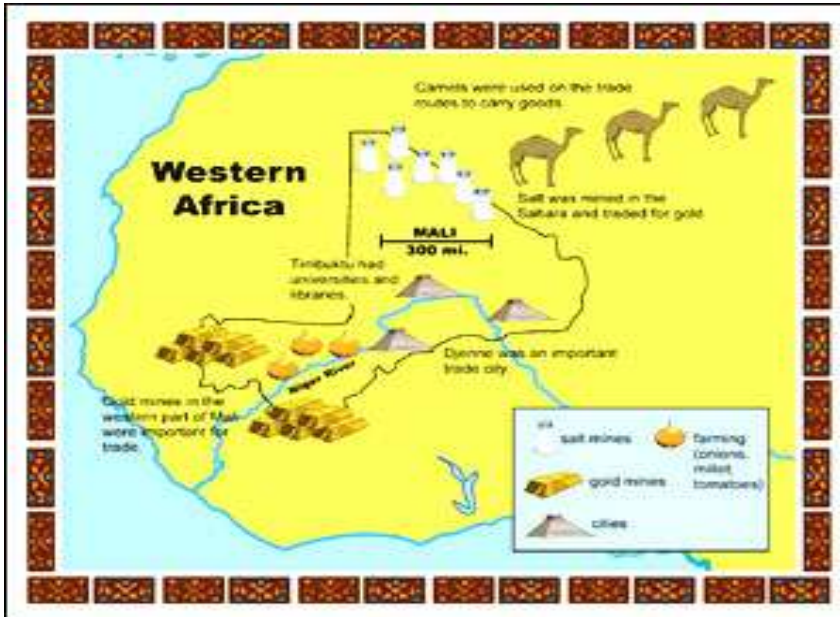 Camels were used on the trade
routes to carry goods.
Western
Africa
Salt was mined in the
Sahara and traded for gold
MALI
300 mi.
Timbuktu had
universities and
libraries.
Djenne was an important
trade city
Niger River
Gold mines in the
western part of Mali
were important for
trade.
salt mines
farming
(onions,
millet,
tomatoes)
gold mines
cities